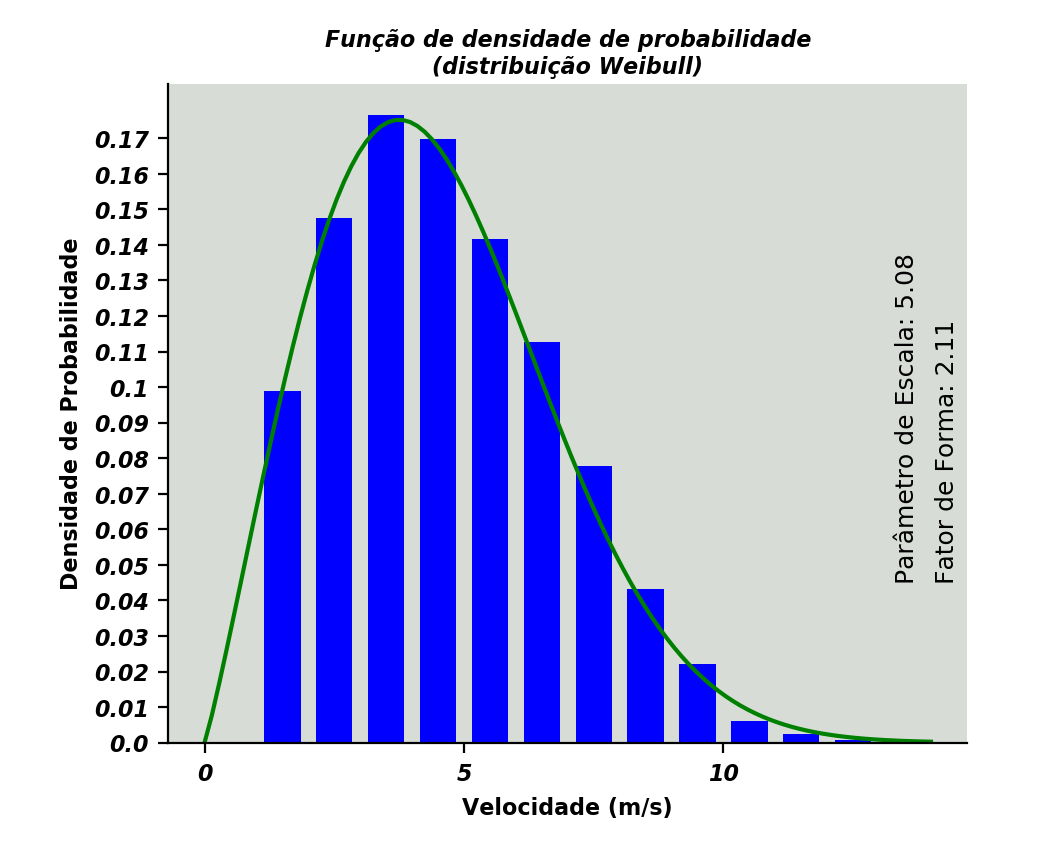 Função de densidade de probabilidade
(distribuição Weibull)
Densidade de Probabilidade
0.17
0.16
0.15
0.14
0.13
0.12
0.11
0.1
0.09
0.08
0.07
0.06
0.05
0.04
0.03
0.02
0.01
0.0
0 5 10
Velocidade (m/s)
Parâmetro de Escala: 5.08
Fator de Forma: 2.11